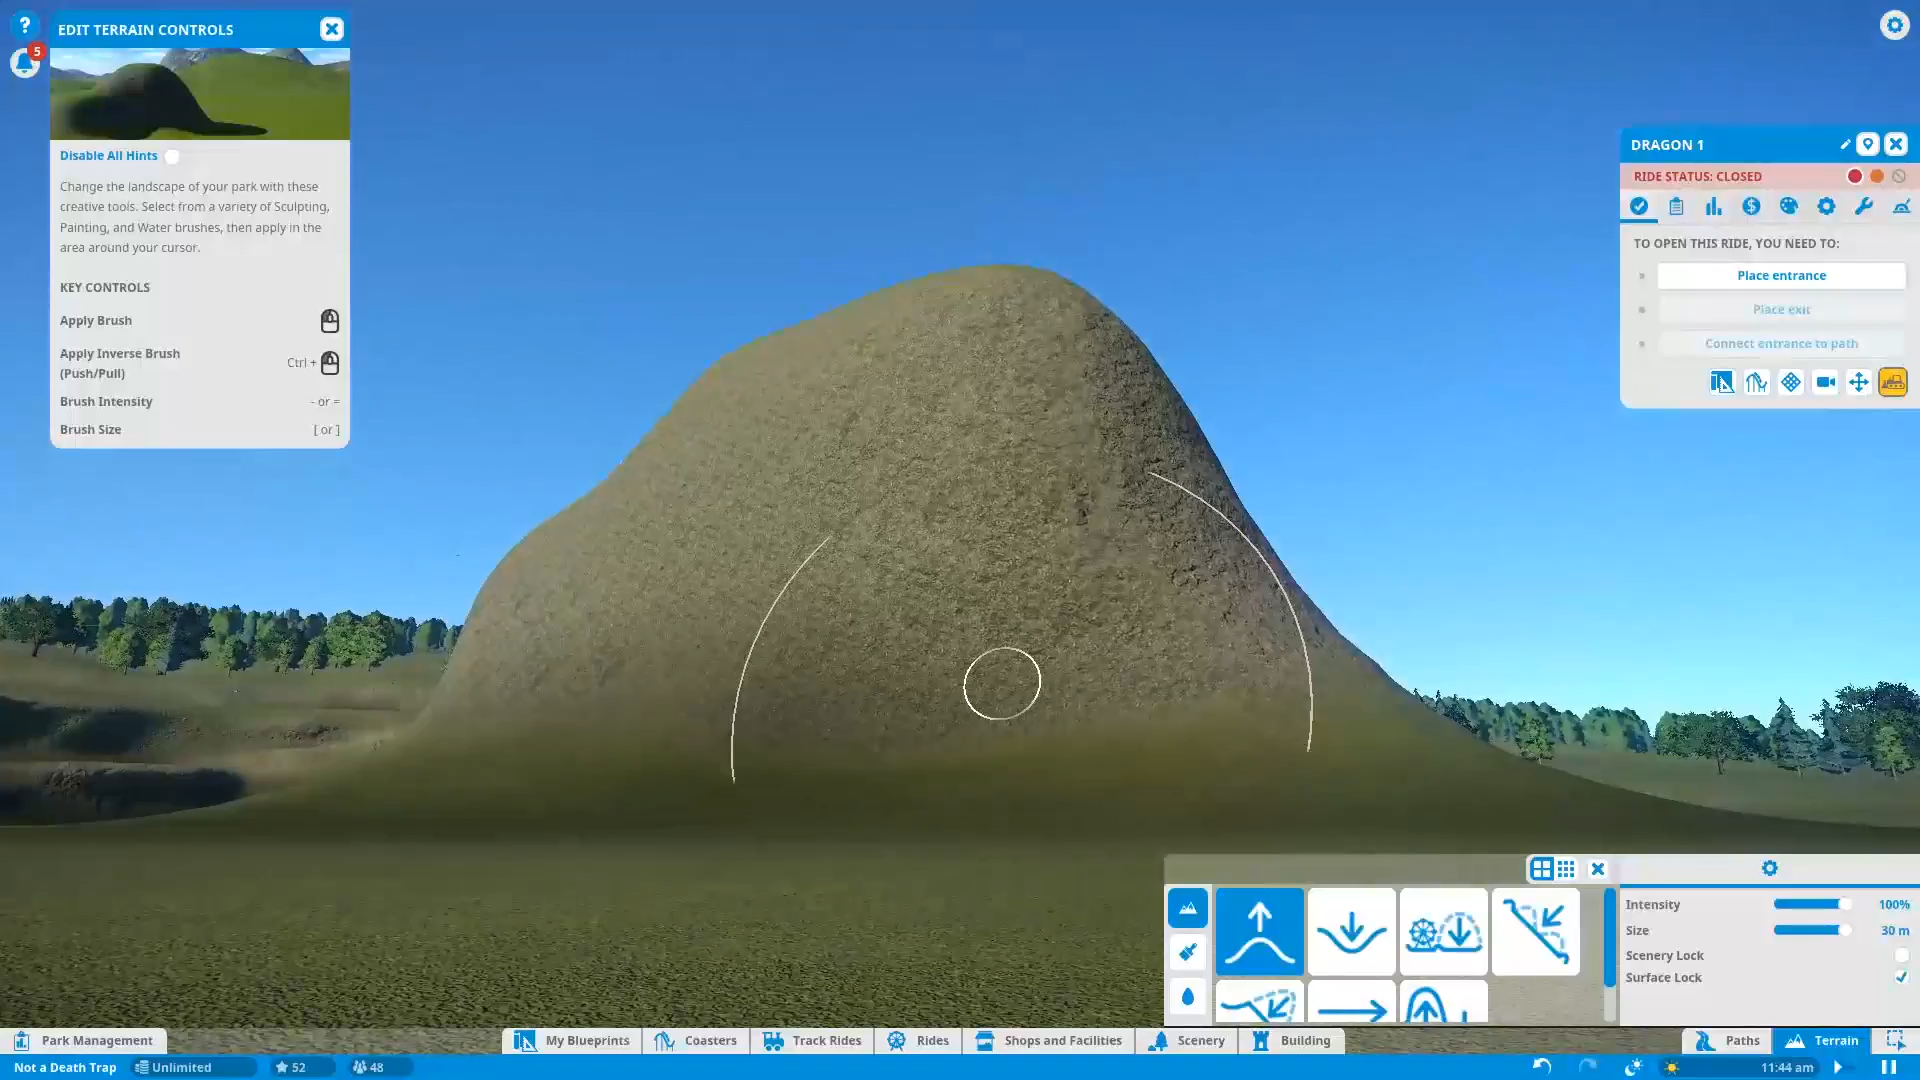 ?
5
EDIT TERRAIN CONTROLS
Disable All Hints
Change the landscape of your park with these
creative tools. Select from a variety of Sculpting,
Painting, and Water brushes, then apply in the
area around your cursor.
KEY CONTROLS
Apply Brush
Apply Inverse Brush
(Push/Pull)
Ctrl +
Brush Intensity
- or =
Brush Size
[ or ]
DRAGON 1
RIDE STATUS: CLOSED
TO OPEN THIS RIDE, YOU NEED TO:
Place entrance
Place exit
Connect entrance to path
Intensity 100%
Size 30 m
Scenery Lock
Surface Lock
Park Management
My Blueprints
Coasters
Track Rides
Rides
Shops and Facilities
Scenery
Building
Paths
Terrain
Not a Death Trap
Unlimited
52
48
11:44 am